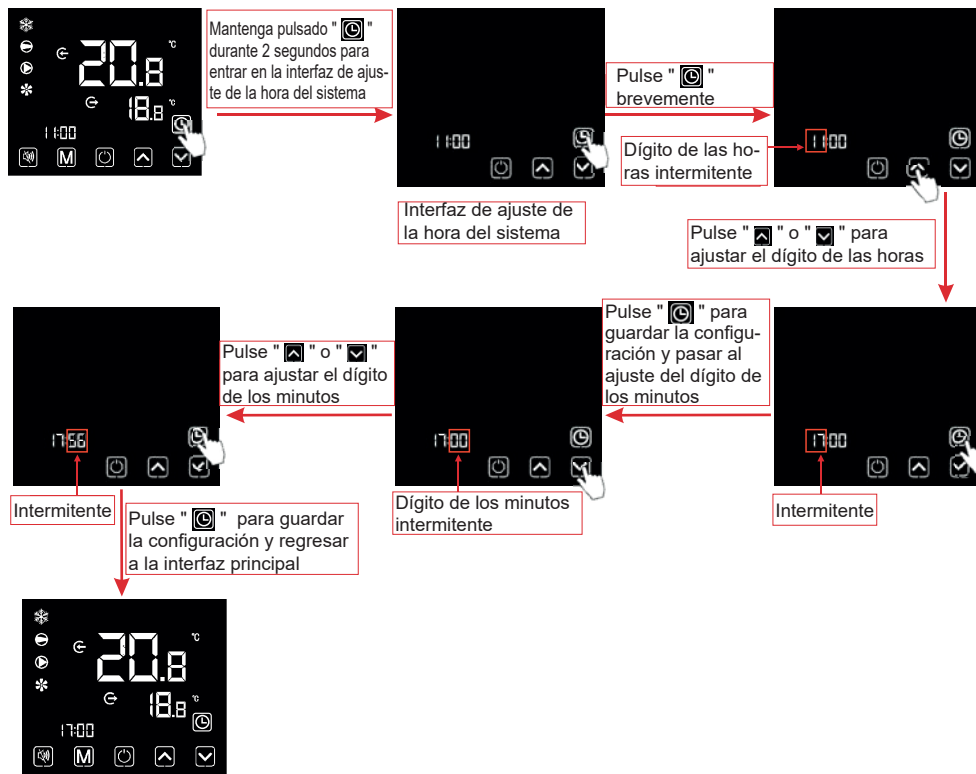 20.8 °C
18.8 °C
11:00
M
Mantenga pulsado " "
durante 2 segundos para
entrar en la interfaz de ajus-
te de la hora del sistema
11:00
Interfaz de ajuste de
la hora del sistema
Pulse " "
brevemente
Dígito de las ho-
ras intermitente
11:00
Pulse " " o " " para
ajustar el dígito de las horas
17:00
Intermitente
Pulse " " para
guardar la configu-
ración y pasar al
ajuste del dígito de
los minutos
17:00
Dígito de los minutos
intermitente
Pulse " " o " "
para ajustar el dígito
de los minutos
17:56
Intermitente
Pulse " " para guardar
la configuración y regresar
a la interfaz principal
20.8 °C
18.8 °C
17:00
M